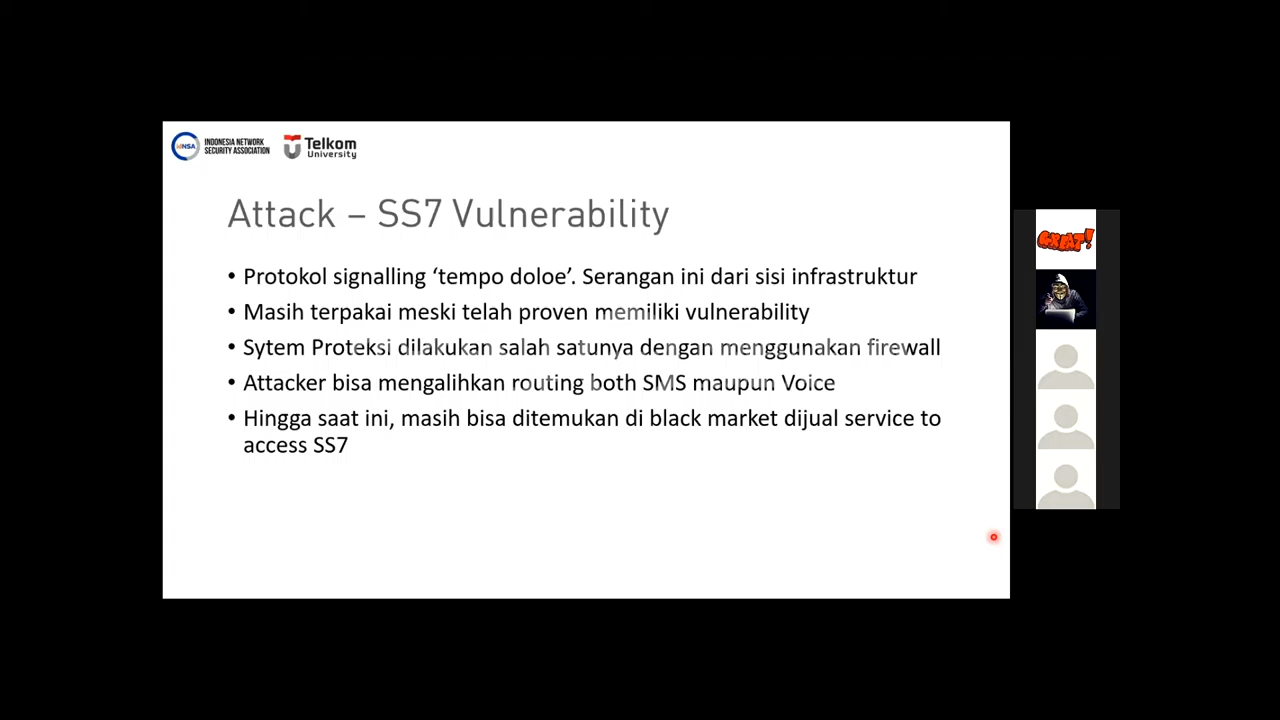 IDNSA
INDONESIA NETWORK
SECURITY ASSOCIATION
Telkom
University
Attack – SS7 Vulnerability
• Protokol signalling ‘tempo doloe’. Serangan ini dari sisi infrastruktur
• Masih terpakai meski telah proven memiliki vulnerability
• Sytem Proteksi dilakukan salah satunya dengan menggunakan firewall
• Attacker bisa mengalihkan routing both SMS maupun Voice
• Hingga saat ini, masih bisa ditemukan di black market dijual service to
access SS7
GREAT!